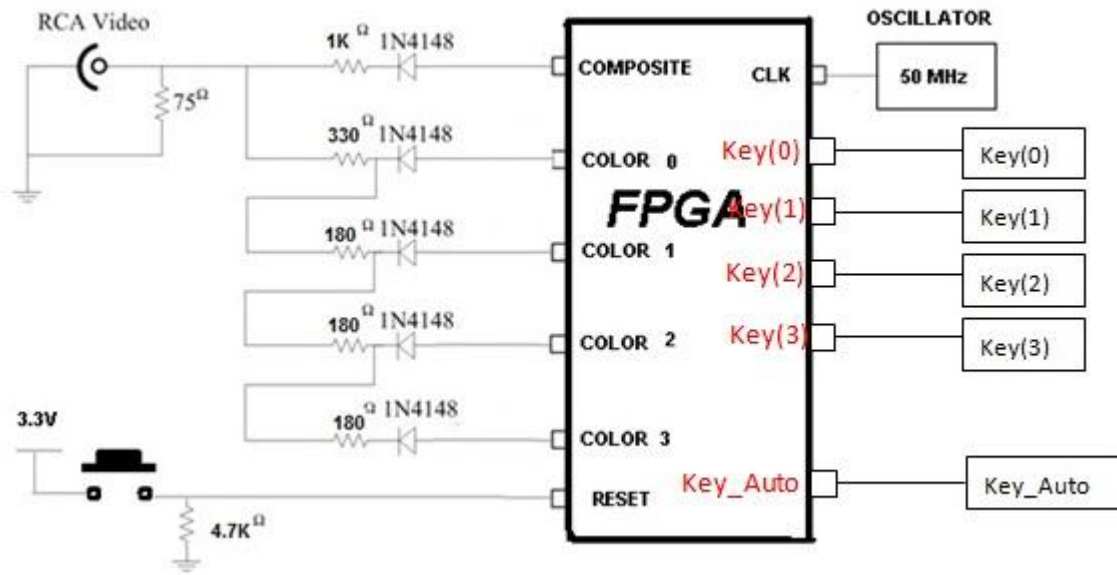 RCA Video
75Ω
1K Ω 1N4148
330 Ω 1N4148
180 Ω 1N4148
180 Ω 1N4148
180 Ω 1N4148
3.3V
4.7KΩ
COMPOSITE
COLOR 0
COLOR 1
COLOR 2
COLOR 3
RESET
FPGA
CLK
Key(0)
Key(1)
Key(2)
Key(3)
Key_Auto
OSCILLATOR
50 MHz
Key(0)
Key(1)
Key(2)
Key(3)
Key_Auto